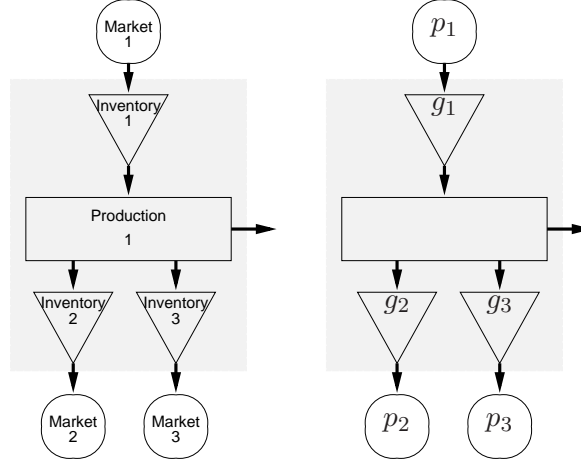 Market
1
Inventory
1
Production
1
Inventory
2
Inventory
3
Market
2
Market
3
p₁
g₁
g₂
g₃
p₂
p₃